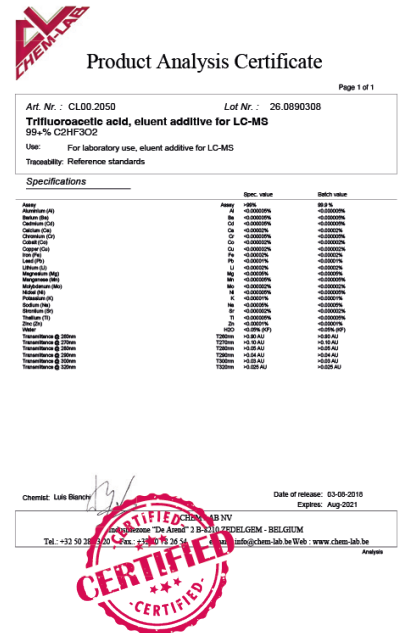 CHEM-LAB
Product Analysis Certificate
Page 1 of 1
Art. Nr. : CL00.2050 Lot Nr. : 26.0890308
Trifluoroacetic acid, eluent additive for LC-MS
99+% C2HF3O2
Use: For laboratory use, eluent additive for LC-MS
Traceability: Reference standards
Specifications
Spec. value Batch value
Assay Assay >99% 99.9 %
Aluminium (Al) Al <0.000005% <0.000005%
Barium (Ba) Ba <0.000005% <0.000005%
Cadmium (Cd) Cd <0.000005% <0.000005%
Calcium (Ca) Ca <0.00002% <0.00002%
Chromium (Cr) Cr <0.000005% <0.000005%
Cobalt (Co) Co <0.000002% <0.000002%
Copper (Cu) Cu <0.000002% <0.000002%
Iron (Fe) Fe <0.00002% <0.00002%
Lead (Pb) Pb <0.00001% <0.00001%
Lithium (Li) Li <0.00002% <0.00002%
Magnesium (Mg) Mg <0.00005% <0.00005%
Manganese (Mn) Mn <0.000005% <0.000005%
Molybdenum (Mo) Mo <0.000002% <0.000002%
Nickel (Ni) Ni <0.000005% <0.000005%
Potassium (K) K <0.00001% <0.00001%
Sodium (Na) Na <0.00005% <0.00005%
Strontium (Sr) Sr <0.000002% <0.000002%
Thallium (Tl) Tl <0.000005% <0.000005%
Zinc (Zn) Zn <0.00001% <0.00001%
Water H2O <0.05% (KF) <0.05% (KF)
Transmittance @ 260nm T260nm >0.80 AU >0.80 AU
Transmittance @ 270nm T270nm >0.10 AU >0.10 AU
Transmittance @ 280nm T280nm >0.05 AU >0.05 AU
Transmittance @ 290nm T290nm >0.04 AU >0.04 AU
Transmittance @ 300nm T300nm >0.03 AU >0.03 AU
Transmittance @ 320nm T320nm >0.025 AU >0.025 AU
Chemist: Luis Bianchi
Date of release: 03-08-2018
Expires: Aug-2021
CHEM-LAB NV
"De Arend" 2 B-8210 ZEDELGEM - BELGIUM
Tel.: +32 50 Fax.: 26 54 info@chem-lab.be Web : www.chem-lab.be
Analysis
CERTIFIED
CERTIFIED
CERTIFIED